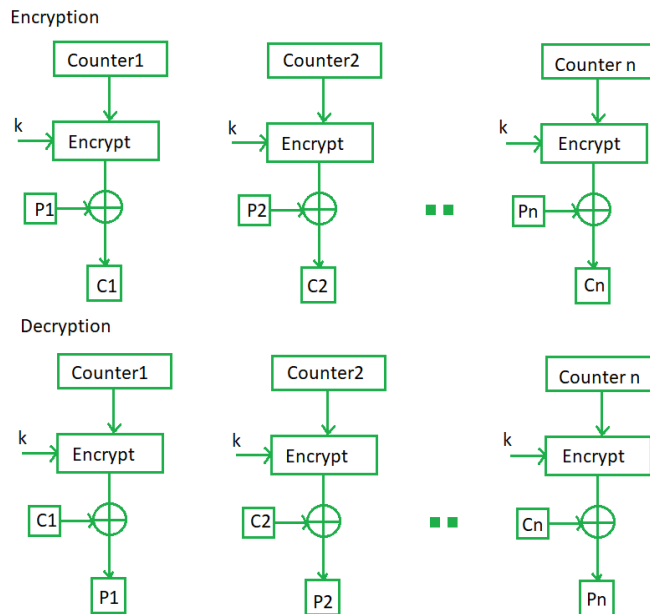 Encryption
Counter1 Counter2 Counter n
k Encrypt k Encrypt k Encrypt
P1 P2 Pn
C1 C2 Cn
Decryption
Counter1 Counter2 Counter n
k Encrypt k Encrypt k Encrypt
C1 C2 Cn
P1 P2 Pn